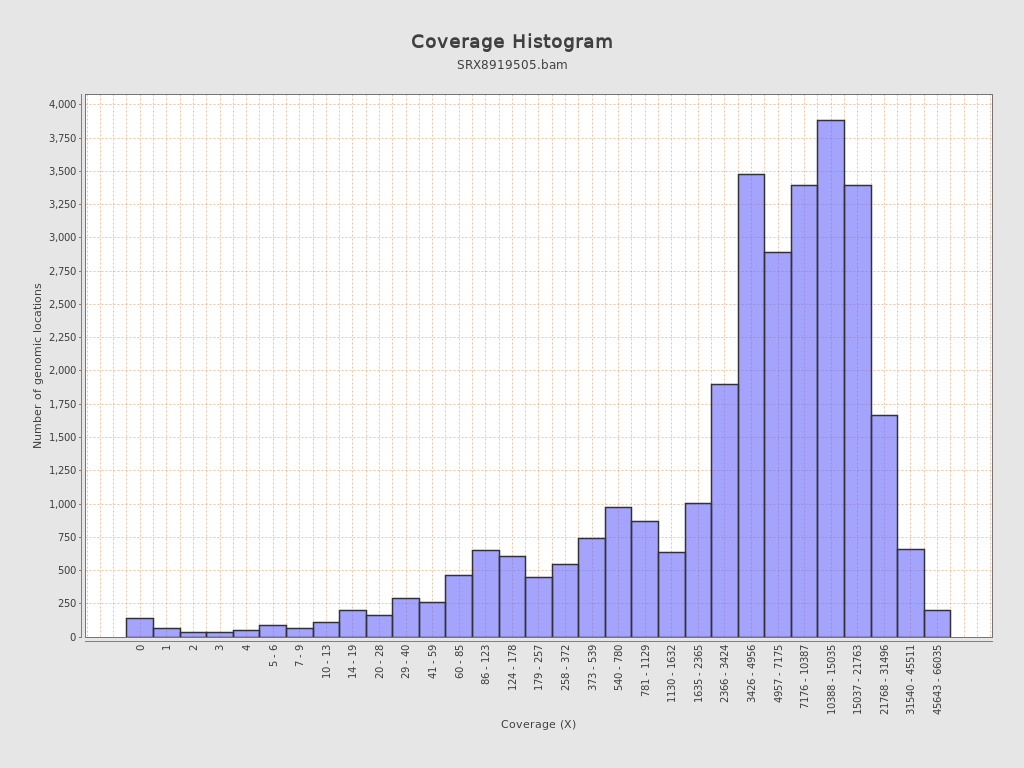 Coverage Histogram
SRX8919505.bam
Number of genomic locations
4,000
3,750
3,500
3,250
3,000
2,750
2,500
2,250
2,000
1,750
1,500
1,250
1,000
750
500
250
0
0
1
2
3
4
5 - 6
7 - 9
10 - 13
14 - 19
20 - 28
29 - 40
41 - 59
60 - 85
86 - 123
124 - 178
179 - 257
258 - 372
373 - 539
540 - 780
781 - 1129
1130 - 1632
1635 - 2365
2366 - 3424
3426 - 4956
4957 - 7175
7176 - 10387
10388 - 15035
15037 - 21763
21768 - 31496
31540 - 45511
45643 - 66035
Coverage (X)